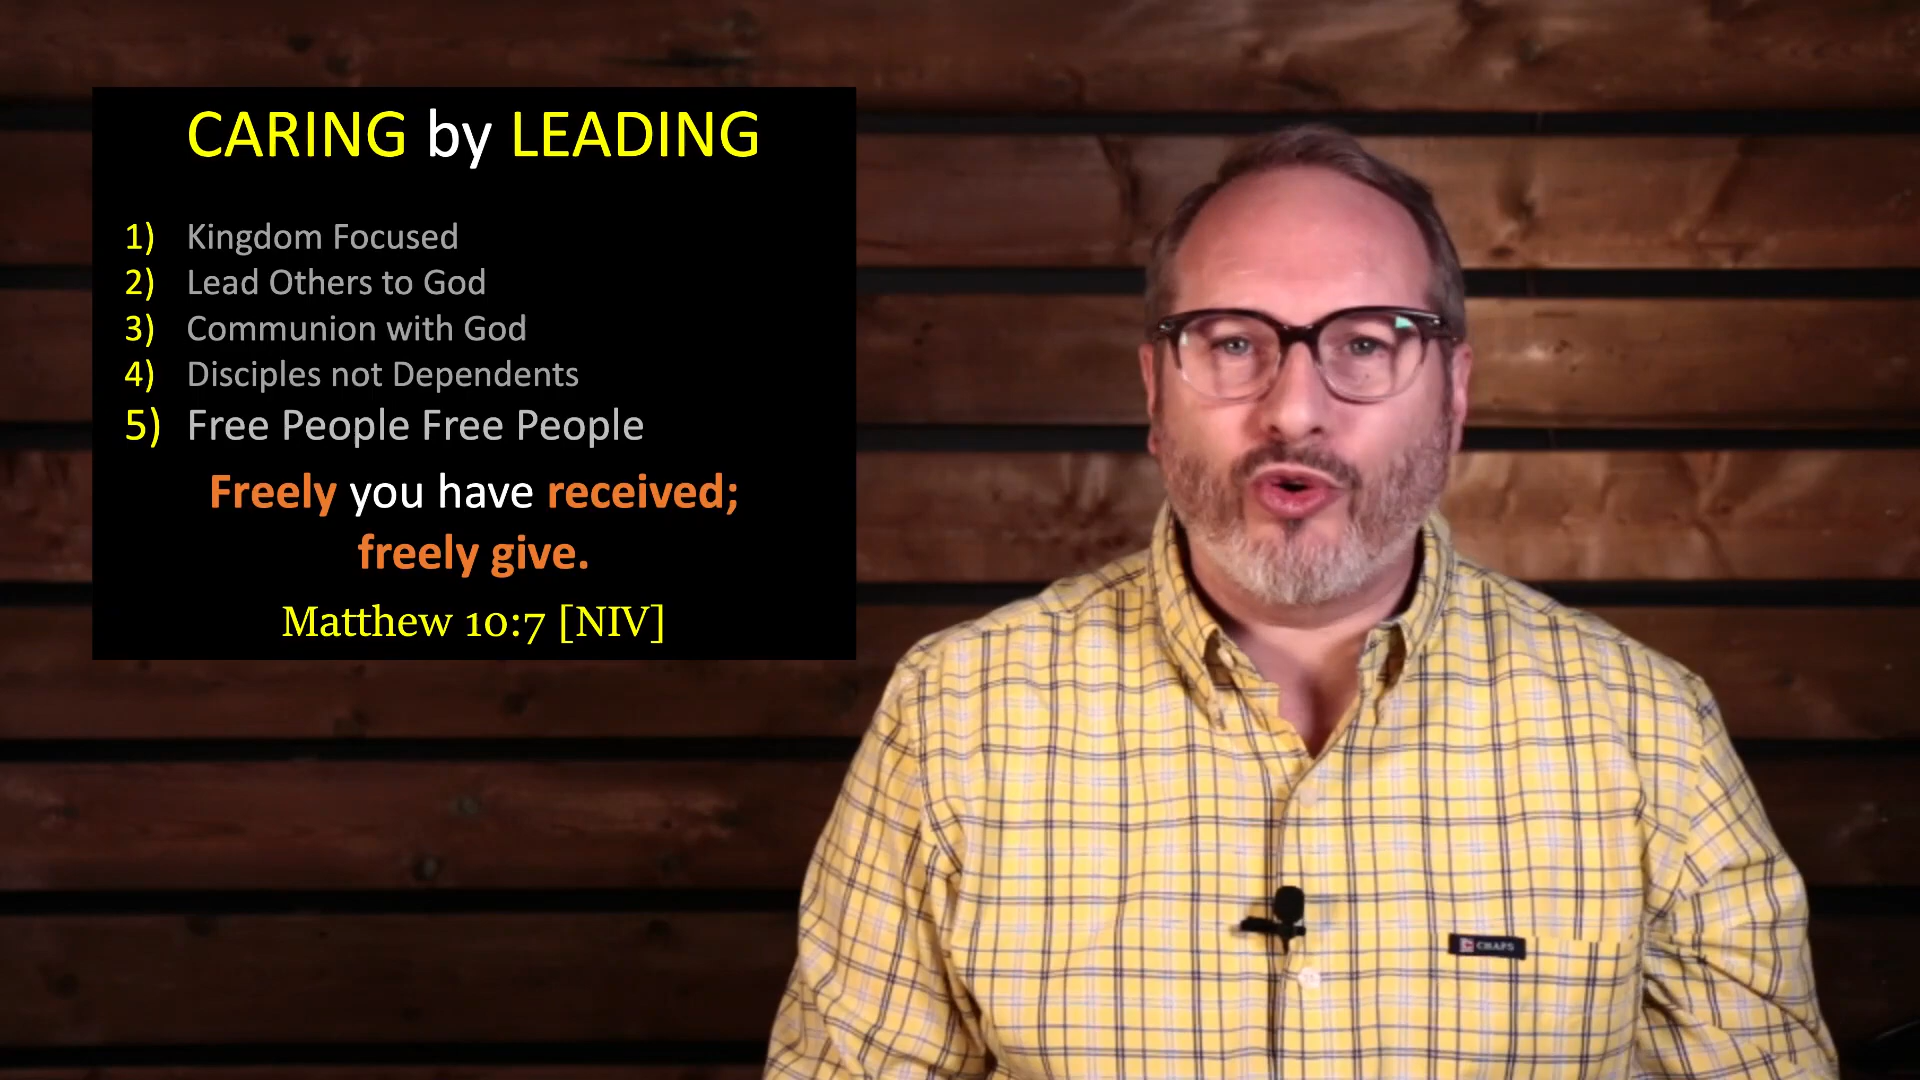 CARING by LEADING
1) Kingdom Focused
2) Lead Others to God
3) Communion with God
4) Disciples not Dependents
5) Free People Free People
Freely you have received;
freely give.
Matthew 10:7 [NIV]
CHAPS